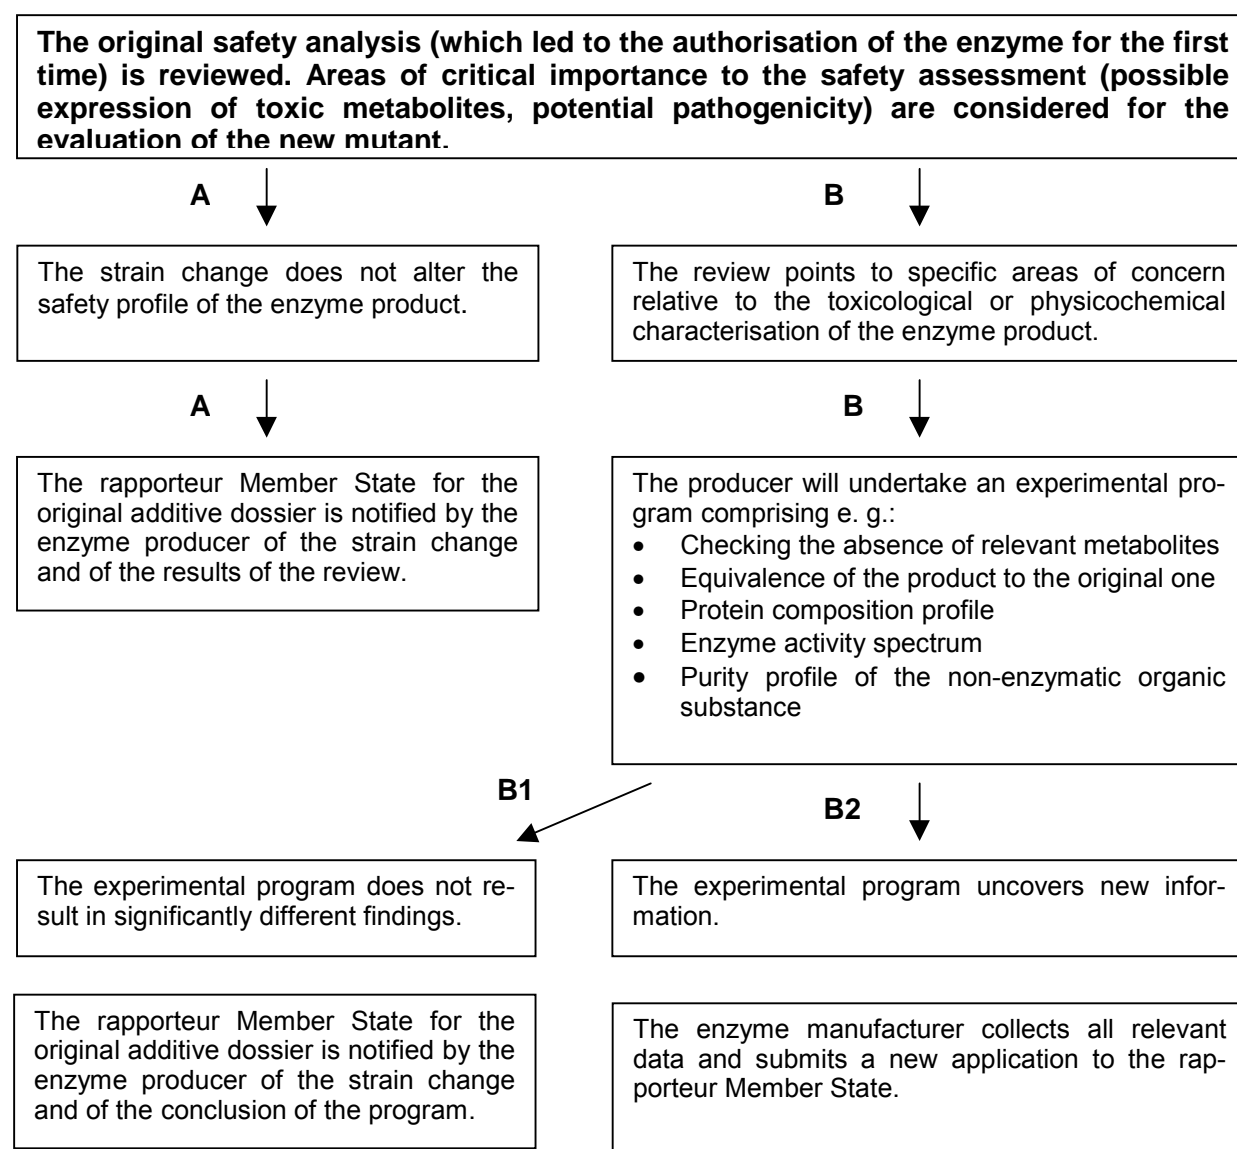 The original safety analysis (which led to the authorisation of the enzyme for the first
time) is reviewed. Areas of critical importance to the safety assessment (possible
expression of toxic metabolites, potential pathogenicity) are considered for the
evaluation of the new mutant.
A
B
The strain change does not alter the
safety profile of the enzyme product.
The review points to specific areas of concern
relative to the toxicological or physicochemical
characterisation of the enzyme product.
A
B
The rapporteur Member State for the
original additive dossier is notified by the
enzyme producer of the strain change
and of the results of the review.
The producer will undertake an experimental pro-
gram comprising e. g.:
• Checking the absence of relevant metabolites
• Equivalence of the product to the original one
• Protein composition profile
• Enzyme activity spectrum
• Purity profile of the non-enzymatic organic
substance
B1
B2
The experimental program does not re-
sult in significantly different findings.
The experimental program uncovers new infor-
mation.
The rapporteur Member State for the
original additive dossier is notified by the
enzyme producer of the strain change
and of the conclusion of the program.
The enzyme manufacturer collects all relevant
data and submits a new application to the rap-
porteur Member State.